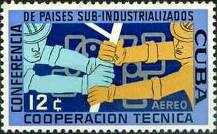 CONFERENCIA
DE PAISES SUB-INDUSTRIALIZADOS
CUBA
12 ¢
AEREO
COOPERACION TECNICA